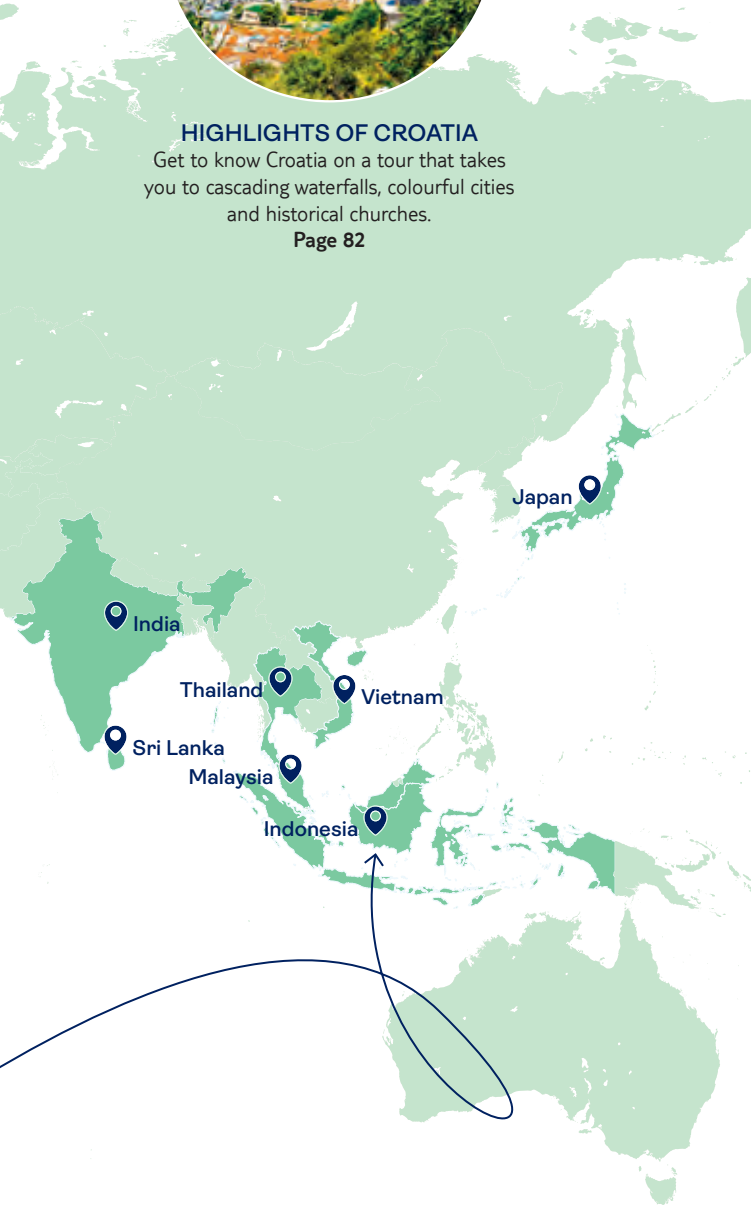 HIGHLIGHTS OF CROATIA
Get to know Croatia on a tour that takes
you to cascading waterfalls, colourful cities
and historical churches.
Page 82
Japan
India
Thailand
Vietnam
Sri Lanka
Malaysia
Indonesia